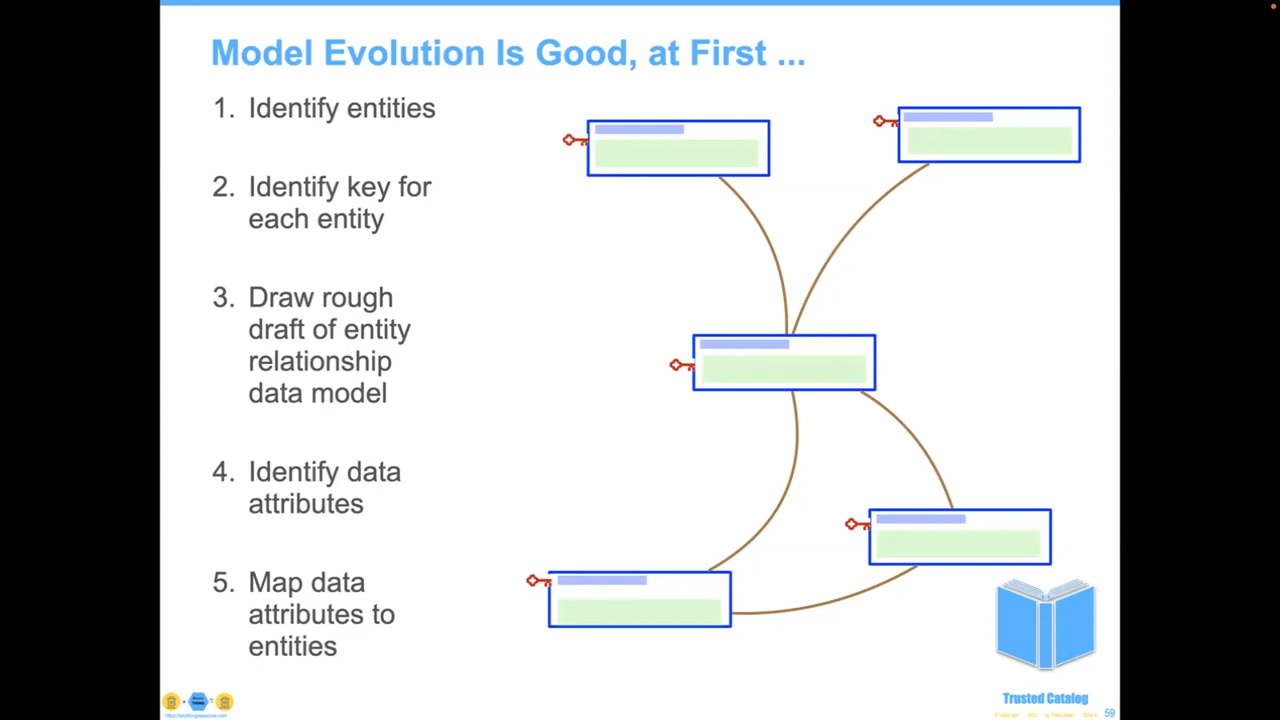 Model Evolution Is Good, at First ...
1. Identify entities
2. Identify key for
each entity
3. Draw rough
draft of entity
relationship
data model
4. Identify data
attributes
5. Map data
attributes to
entities
Trusted Catalog
59